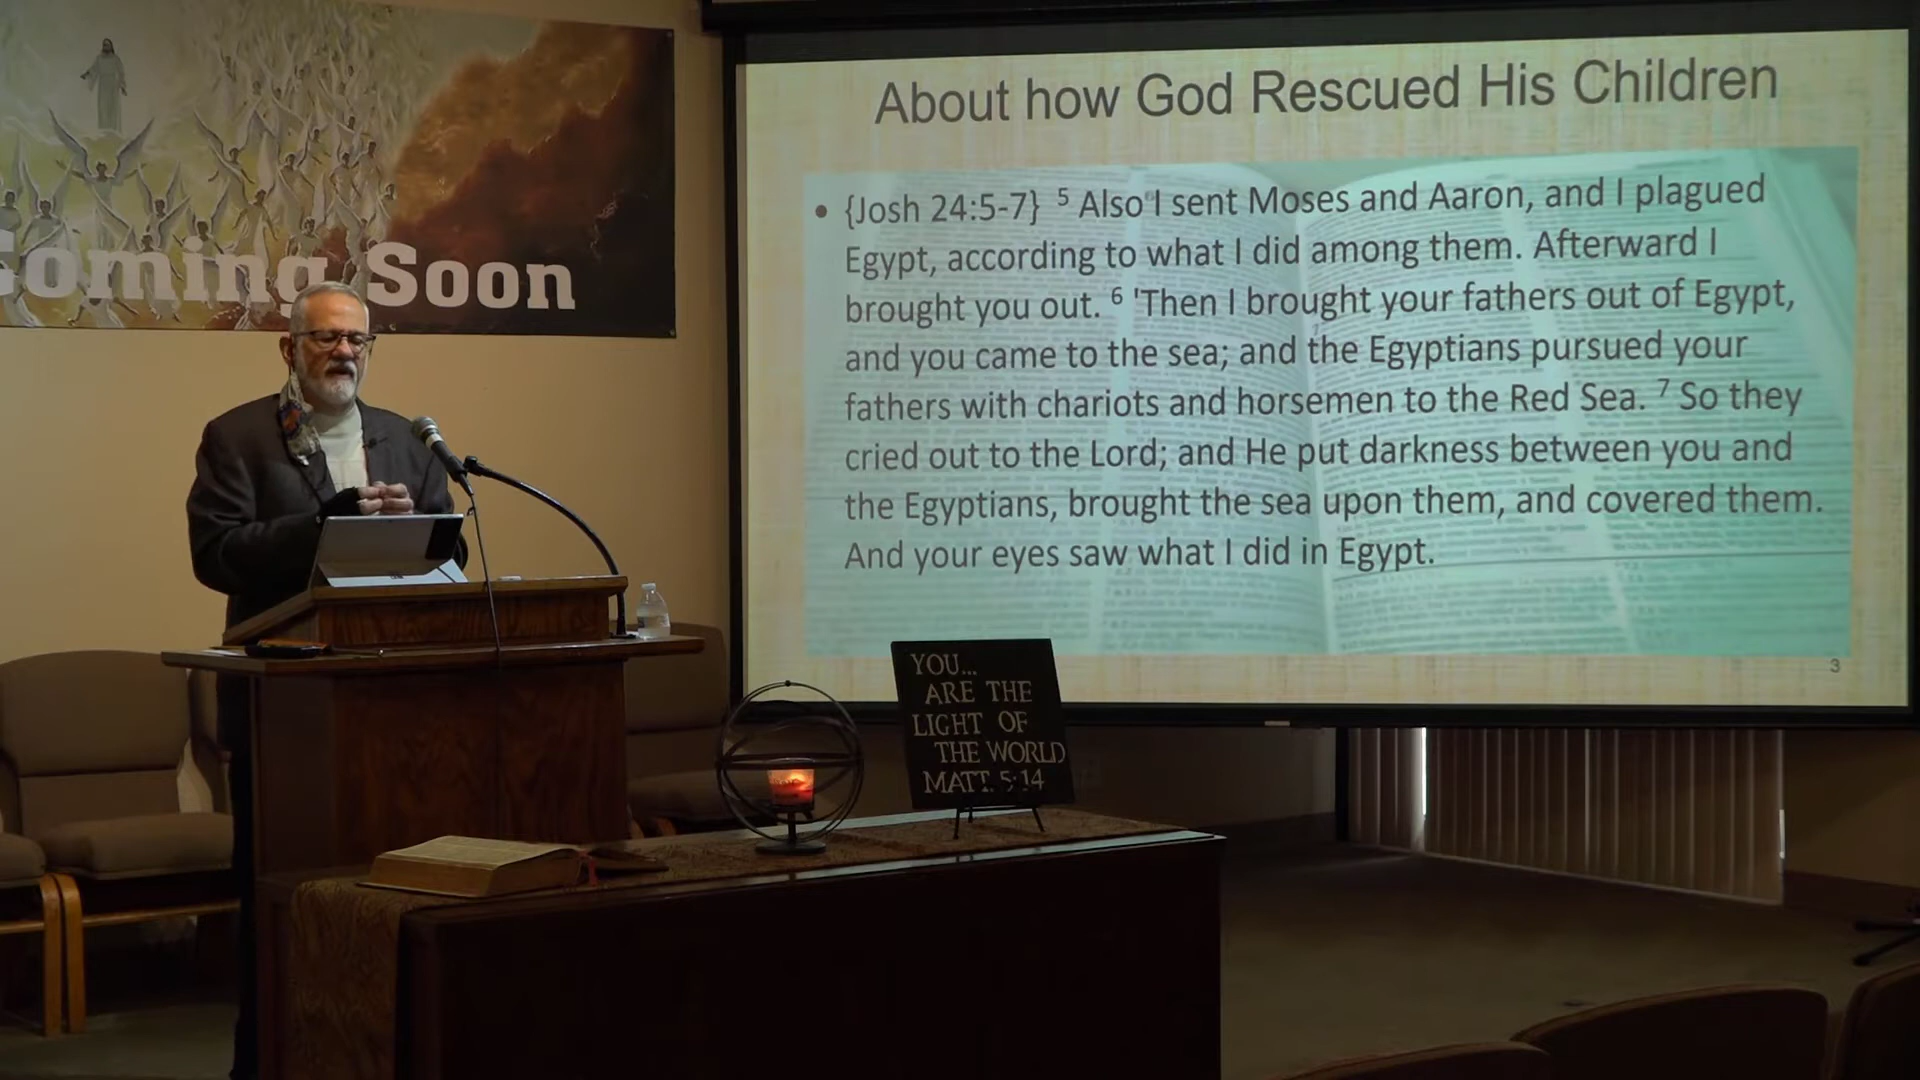 Coming Soon
About how God Rescued His Children
• {Josh 24:5-7} 5 Also I sent Moses and Aaron, and I plagued
Egypt, according to what I did among them. Afterward I
brought you out. 6 'Then I brought your fathers out of Egypt,
and you came to the sea; and the Egyptians pursued your
fathers with chariots and horsemen to the Red Sea. 7 So they
cried out to the Lord; and He put darkness between you and
the Egyptians, brought the sea upon them, and covered them.
And your eyes saw what I did in Egypt.
3
YOU...
ARE THE
LIGHT OF
THE WORLD
MATT. 5:14